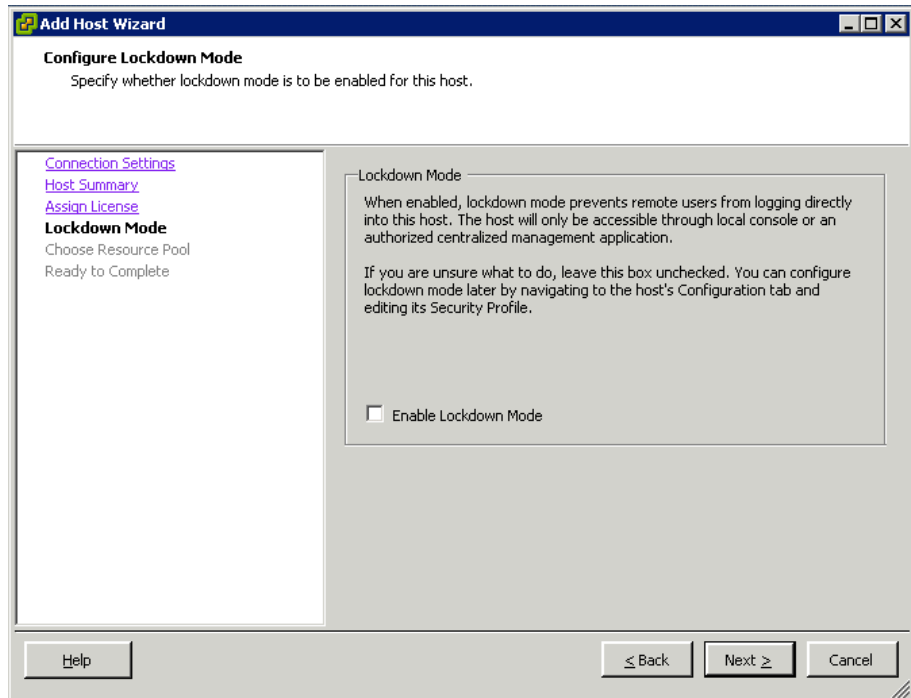 Add Host Wizard
Configure Lockdown Mode
Specify whether lockdown mode is to be enabled for this host.
Connection Settings
Host Summary
Assign License
Lockdown Mode
Choose Resource Pool
Ready to Complete
Lockdown Mode
When enabled, lockdown mode prevents remote users from logging directly
into this host. The host will only be accessible through local console or an
authorized centralized management application.
If you are unsure what to do, leave this box unchecked. You can configure
lockdown mode later by navigating to the host's Configuration tab and
editing its Security Profile.
Enable Lockdown Mode
Help
< Back
Next >
Cancel